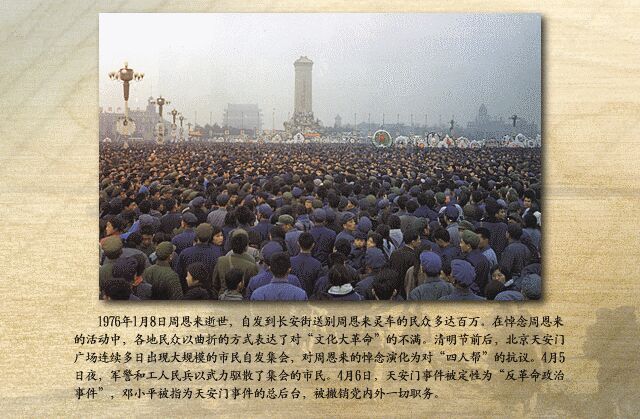 1976年1月8日周恩来逝世，自发到长安街送别周恩来灵车的民众多达百万。在悼念周恩来
的活动中，各地民众以曲折的方式表达了对“文化大革命”的不满。清明节前后，北京天安门
广场连续多日出现大规模的市民自发集会，对周恩来的悼念演化为对“四人帮”的抗议。4月5
日夜，军警和工人民兵以武力驱散了集会的市民。4月6日，天安门事件被定性为“反革命政治
事件”，邓小平被指为天安门事件的总后台，被撤销党内外一切职务。